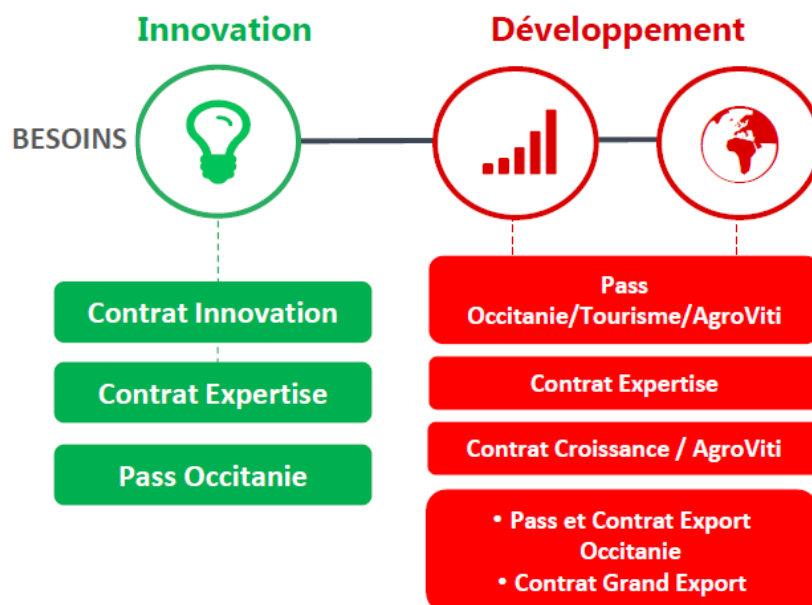 Innovation
Développement
BESOINS
Contrat Innovation
Contrat Expertise
Pass Occitanie
Pass
Occitanie/Tourisme/AgroViti
Contrat Expertise
Contrat Croissance / AgroViti
• Pass et Contrat Export
Occitanie
• Contrat Grand Export